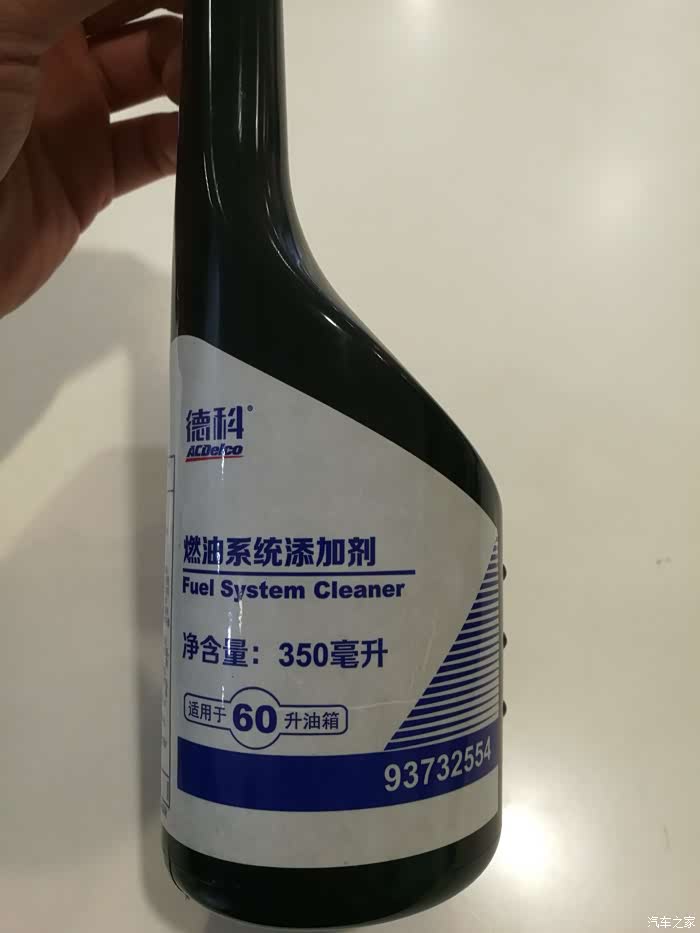 德科®
ACDelco
燃油系统添加剂
Fuel System Cleaner
净含量：350毫升
适用于60升油箱
93732554
汽车之家